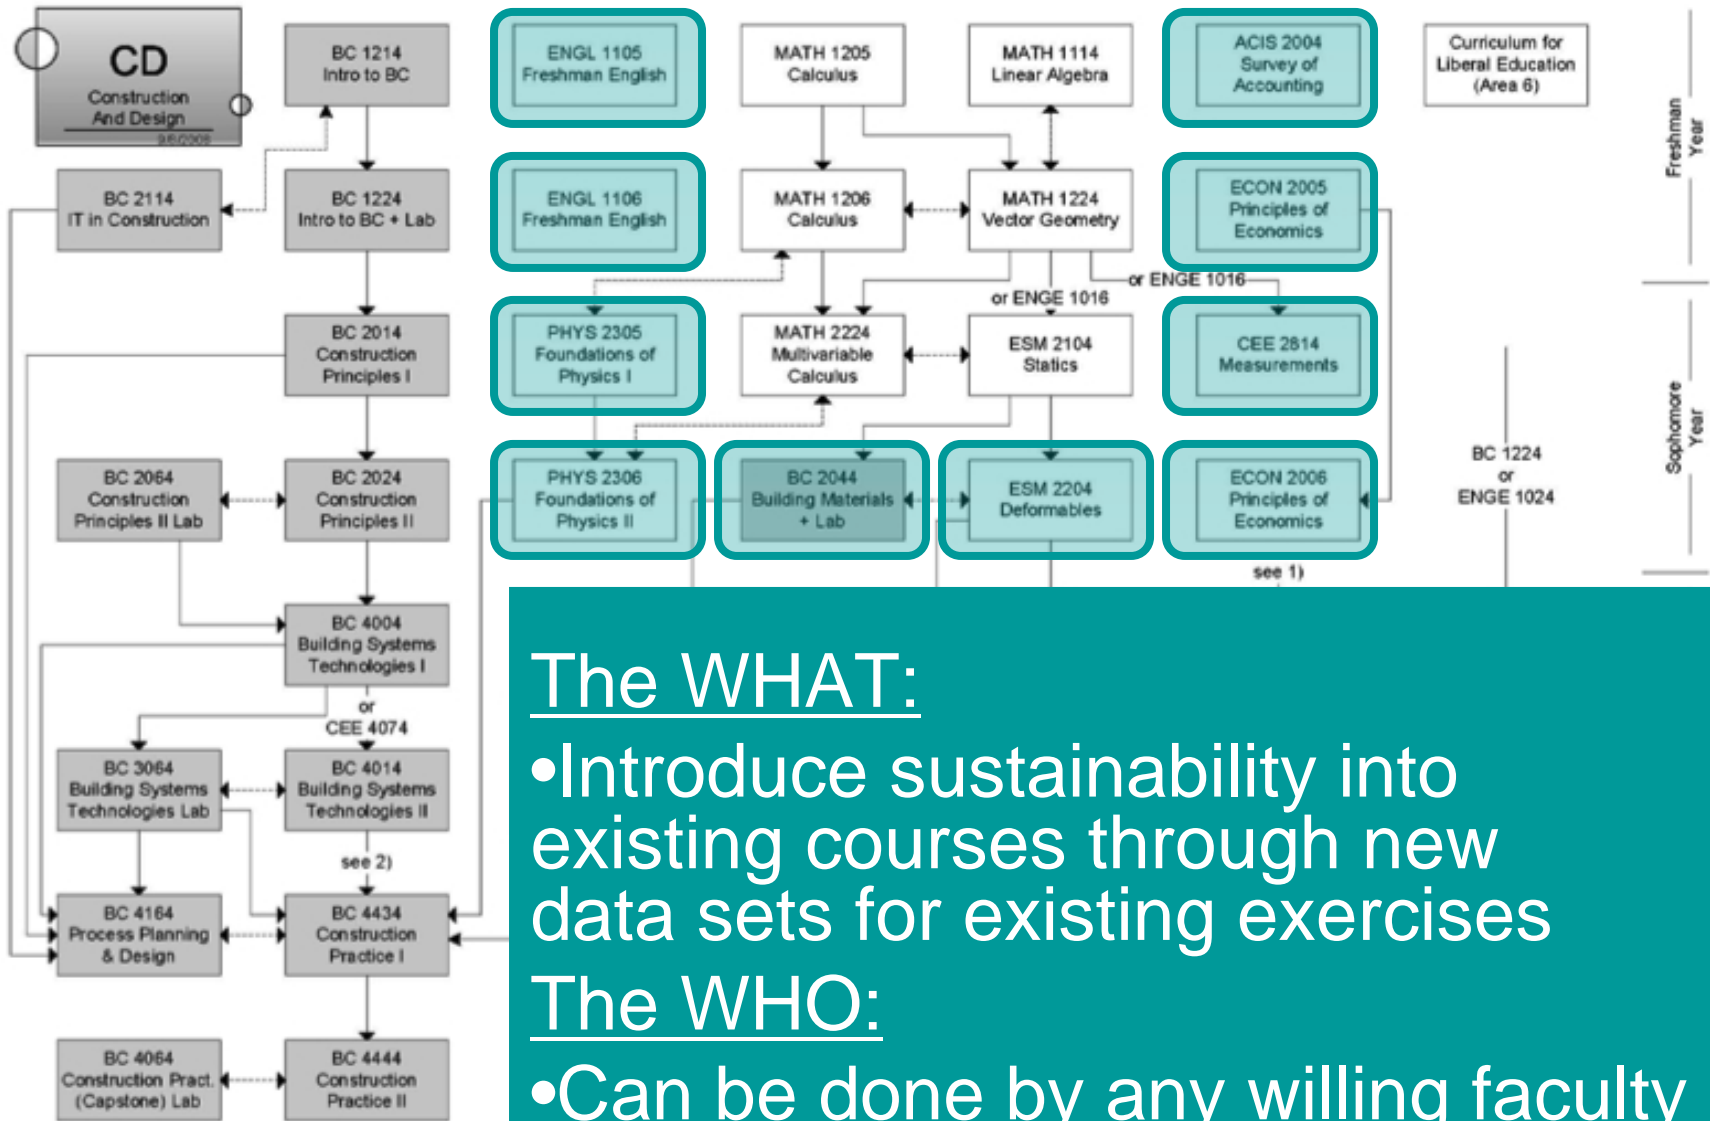 CD
Construction
And Design
9/6/2006
BC 1214
Intro to BC
ENGL 1105
Freshman English
MATH 1205
Calculus
MATH 1114
Linear Algebra
ACIS 2004
Survey of
Accounting
Curriculum for
Liberal Education
(Area 6)
Freshman
Year
BC 2114
IT in Construction
BC 1224
Intro to BC + Lab
ENGL 1106
Freshman English
MATH 1206
Calculus
MATH 1224
Vector Geometry
ECON 2005
Principles of
Economics
or ENGE 1016
or ENGE 1016
BC 2014
Construction
Principles I
PHYS 2305
Foundations of
Physics I
MATH 2224
Multivariable
Calculus
ESM 2104
Statics
CEE 2814
Measurements
Sophomore
Year
BC 2064
Construction
Principles II Lab
BC 2024
Construction
Principles II
PHYS 2306
Foundations of
Physics II
BC 2044
Building Materials
+ Lab
ESM 2204
Deformables
ECON 2006
Principles of
Economics
BC 1224
or
ENGE 1024
see 1)
BC 4004
Building Systems
Technologies I
or
CEE 4074
BC 3064
Building Systems
Technologies Lab
BC 4014
Building Systems
Technologies II
see 2)
BC 4164
Process Planning
& Design
BC 4434
Construction
Practice I
BC 4064
Construction Pract.
(Capstone) Lab
BC 4444
Construction
Practice II
The WHAT:
•Introduce sustainability into
existing courses through new
data sets for existing exercises
The WHO:
•Can be done by any willing faculty